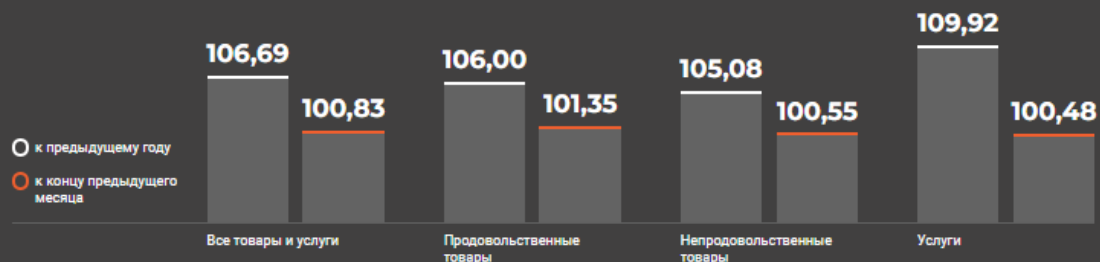 109,92
106,69
106,00
105,08
100,83
101,35
100,55
100,48
к предыдущему году
к концу предыдущего
месяца
Все товары и услуги
Продовольственные
товары
Непродовольственные
товары
Услуги